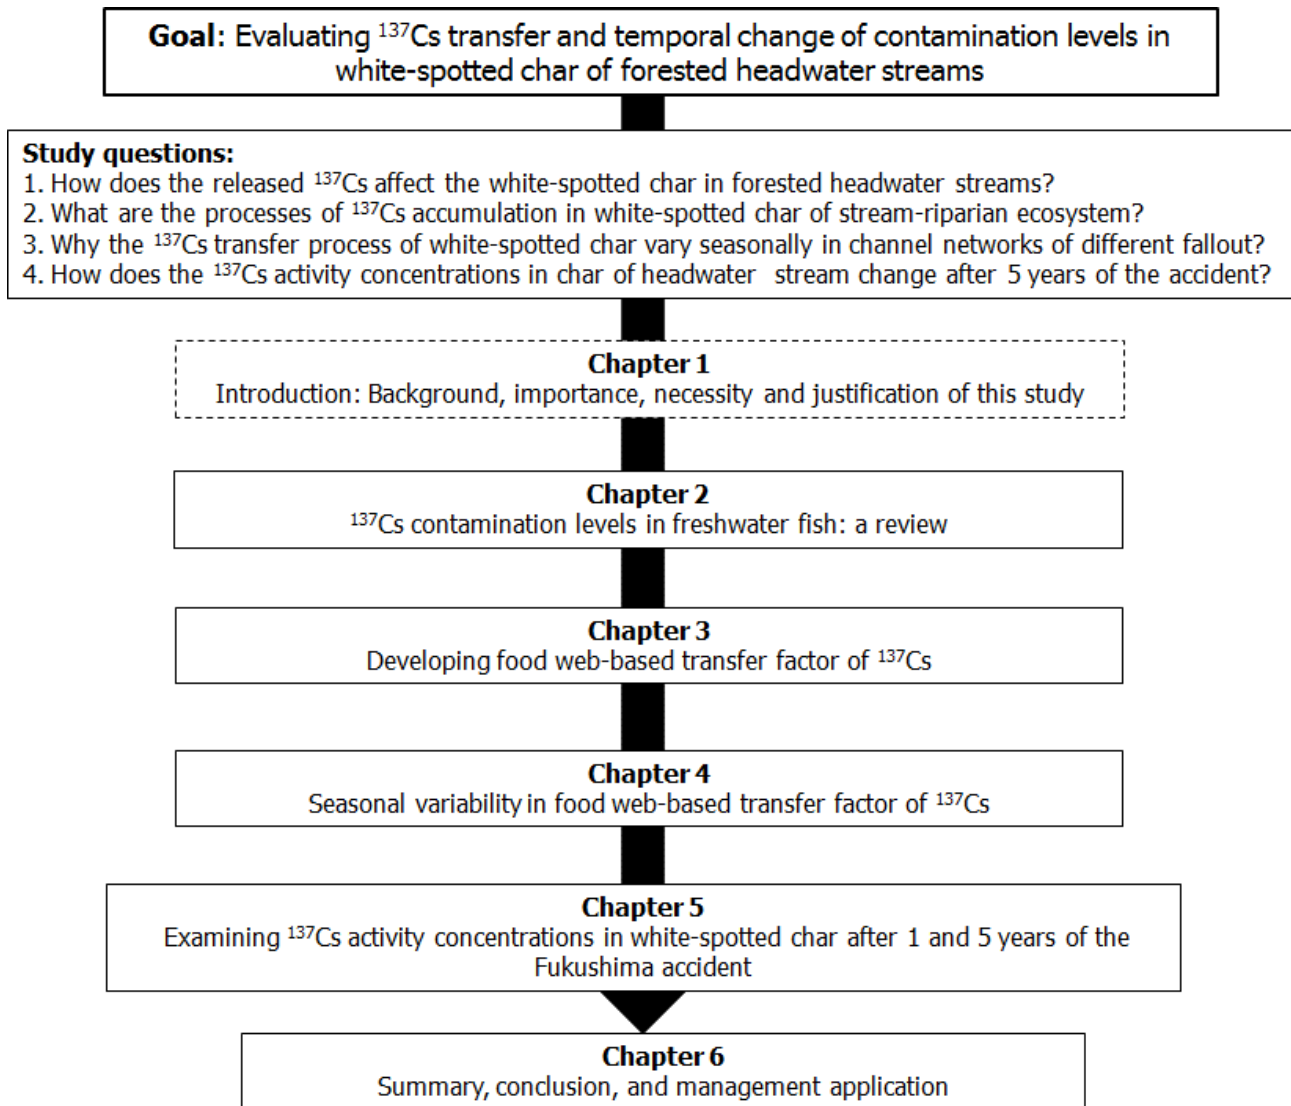 Goal: Evaluating ¹³⁷Cs transfer and temporal change of contamination levels in
white-spotted char of forested headwater streams
Study questions:
1. How does the released ¹³⁷Cs affect the white-spotted char in forested headwater streams?
2. What are the processes of ¹³⁷Cs accumulation in white-spotted char of stream-riparian ecosystem?
3. Why the ¹³⁷Cs transfer process of white-spotted char vary seasonally in channel networks of different fallout?
4. How does the ¹³⁷Cs activity concentrations in char of headwater stream change after 5 years of the accident?
Chapter 1
Introduction: Background, importance, necessity and justification of this study
Chapter 2
¹³⁷Cs contamination levels in freshwater fish: a review
Chapter 3
Developing food web-based transfer factor of ¹³⁷Cs
Chapter 4
Seasonal variability in food web-based transfer factor of ¹³⁷Cs
Chapter 5
Examining ¹³⁷Cs activity concentrations in white-spotted char after 1 and 5 years of the
Fukushima accident
Chapter 6
Summary, conclusion, and management application